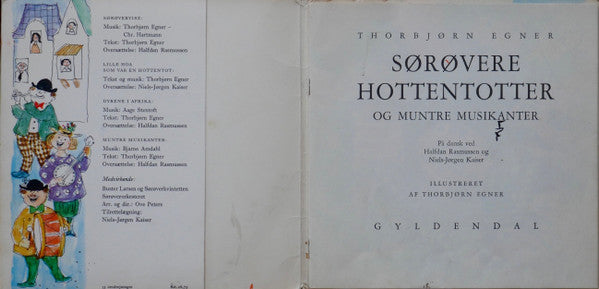 SØRØVERVISE:
Musik: Thorbjørn Egner –
Chr. Hartmann
Tekst: Thorbjørn Egner
Oversættelse: Halfdan Rasmussen
LILLE NOA
SOM VAR EN HOTTENTOT:
Tekst og musik: Thorbjørn Egner
Oversættelse: Niels-Jørgen Kaiser
DYRENE I AFRIKA:
Musik: Aage Stentoft
Tekst: Thorbjørn Egner
Oversættelse: Halfdan Rasmussen
MUNTRE MUSIKANTER:
Musik: Bjarne Amdahl
Tekst: Thorbjørn Egner
Oversættelse: Halfdan Rasmussen
Medvirkende:
Buster Larsen og Sørøverkvintetten
Sørøverorkestret
Arr. og dir.: Ole Peters
Tilrettelægning:
Niels-Jørgen Kaiser
THORBJØRN EGNER
SØRØVERE
HOTTENTOTTER
OG MUNTRE MUSIKANTER
På dansk ved
Halfdan Rasmussen og
Niels-Jørgen Kaiser
ILLUSTRERET
AF THORBJØRN EGNER
GYLDENDAL